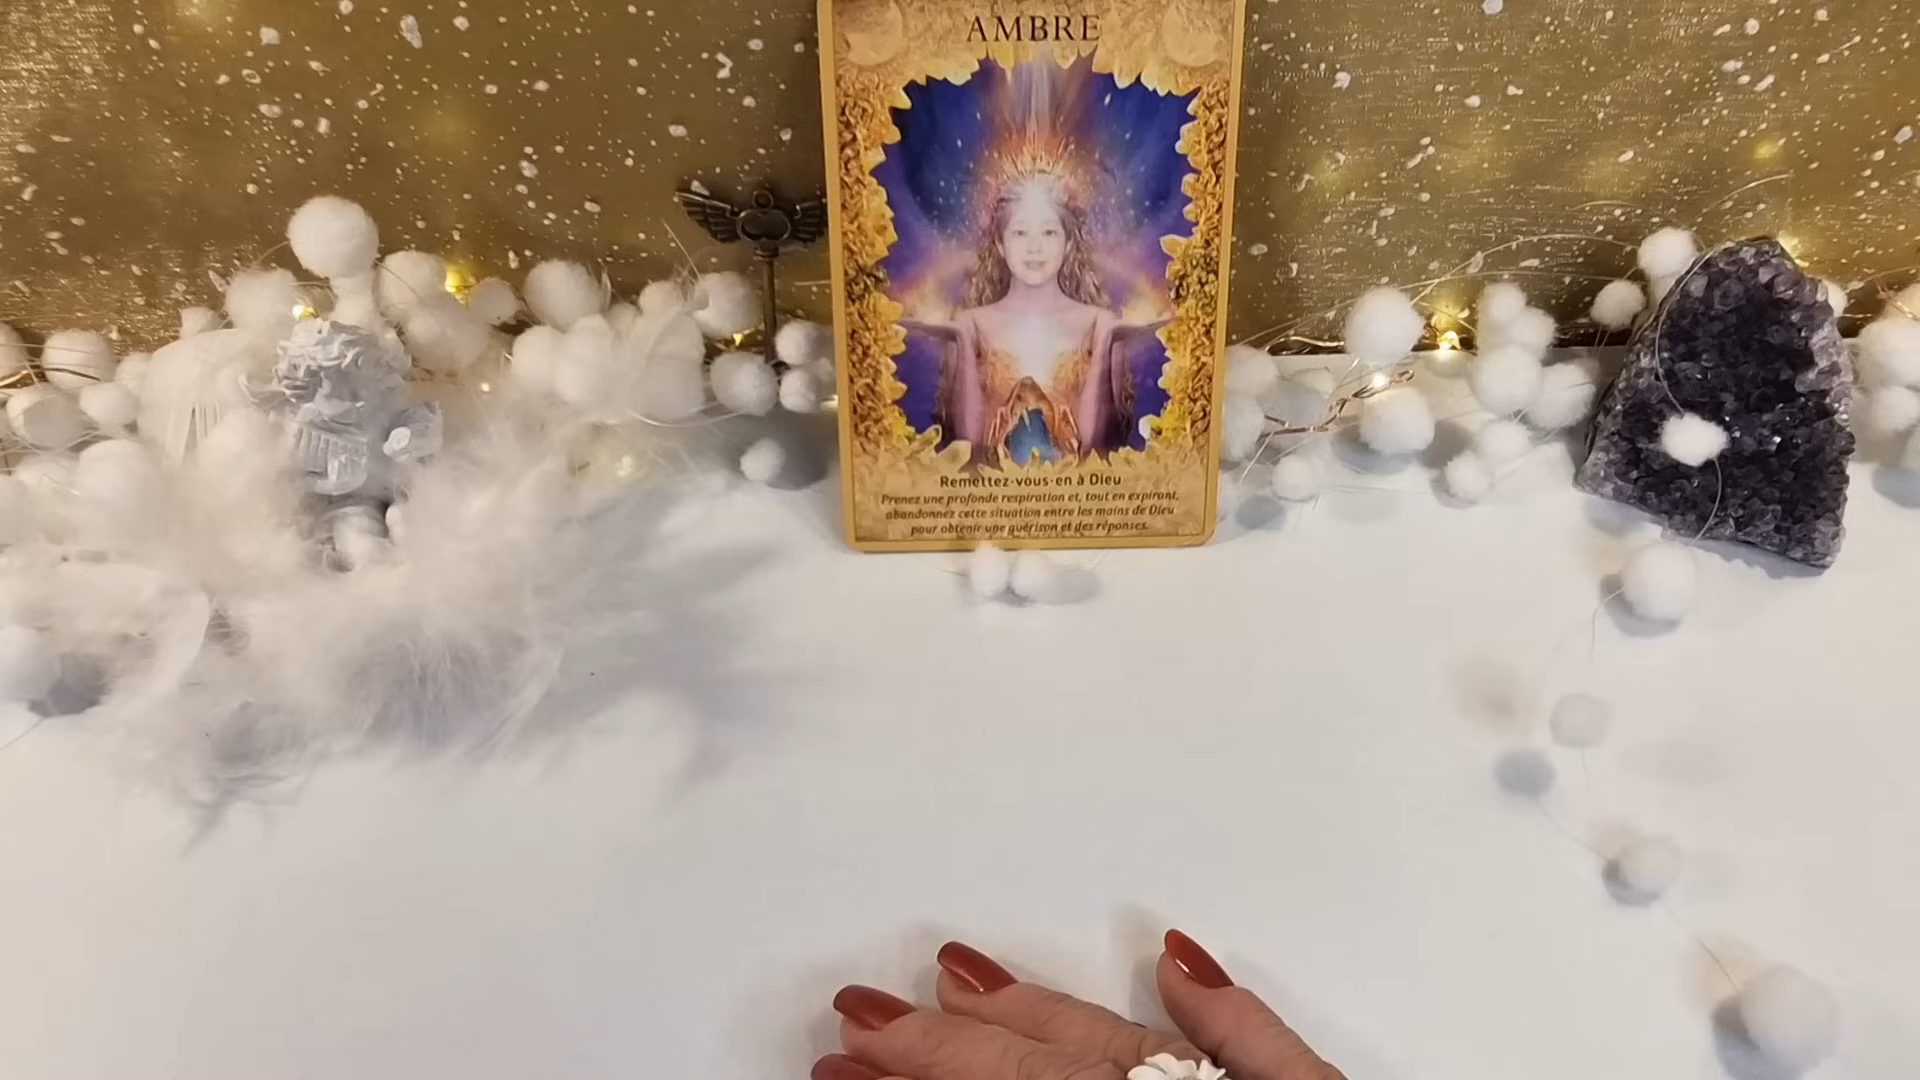 AMBRE
Remettez-vous-en à Dieu
Prenez une profonde respiration et, tout en expirant,
abandonnez cette situation entre les mains de Dieu
pour obtenir une guérison et des réponses.